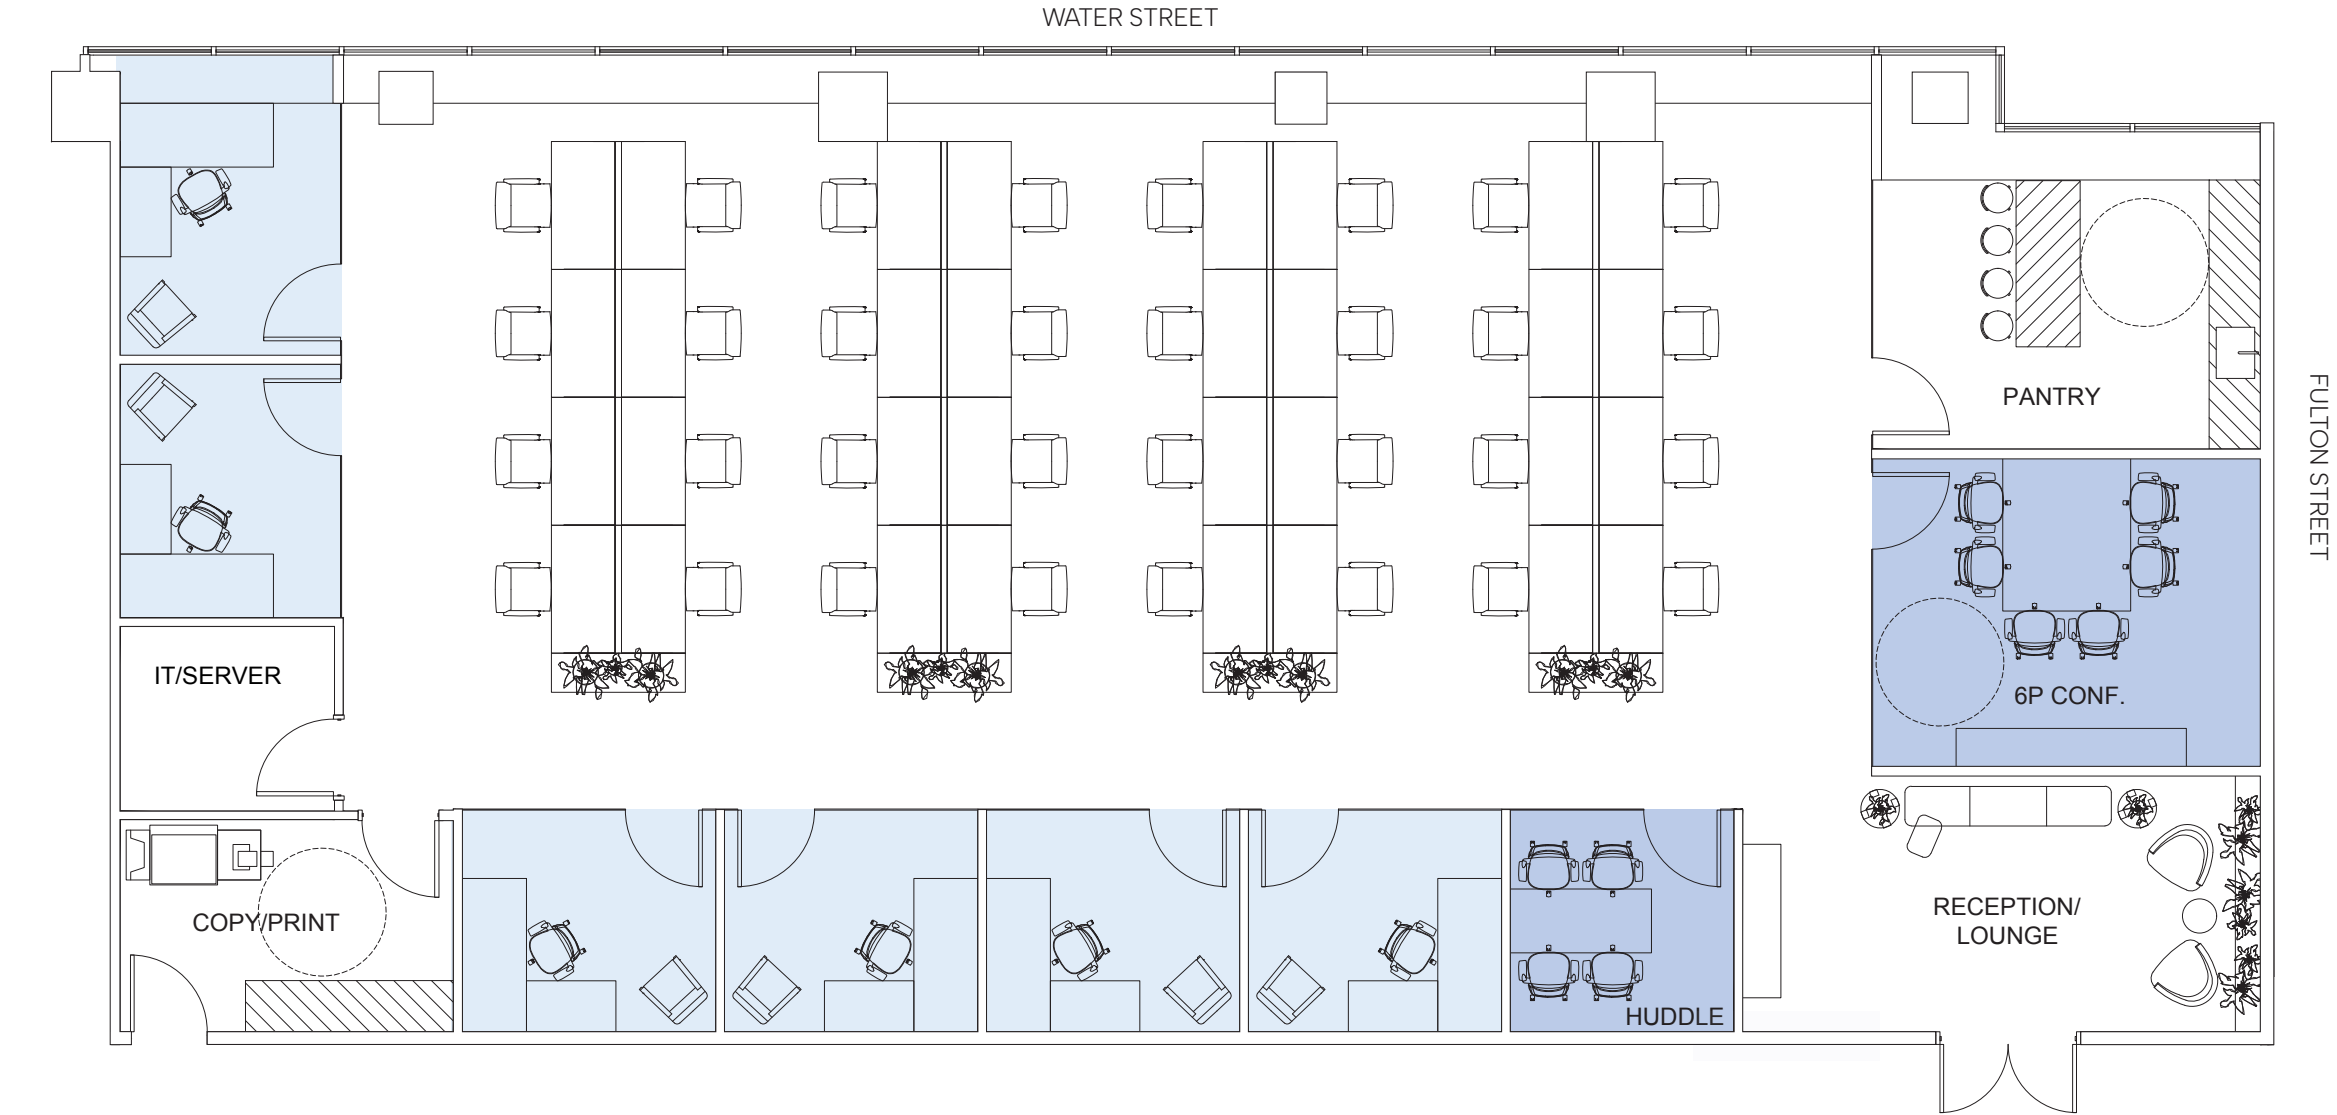 WATER STREET
PANTRY
FULTON STREET
IT/SERVER
6P CONF.
COPY/PRINT
RECEPTION/
LOUNGE
HUDDLE